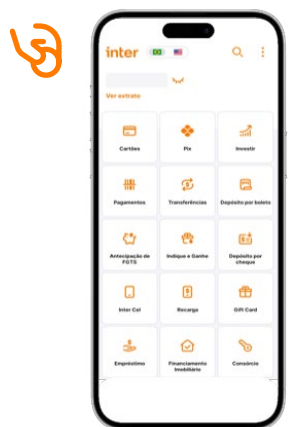 inter
Ver extrato
Cartões
Pix
Investir
Pagamentos
Transferências
Depósito por boleto
Antecipação de
FGTS
Indique e Ganhe
Depósito por
cheque
Inter Cel
Recarga
Gift Card
Empréstimo
Financiamento
Imobiliário
Consórcio